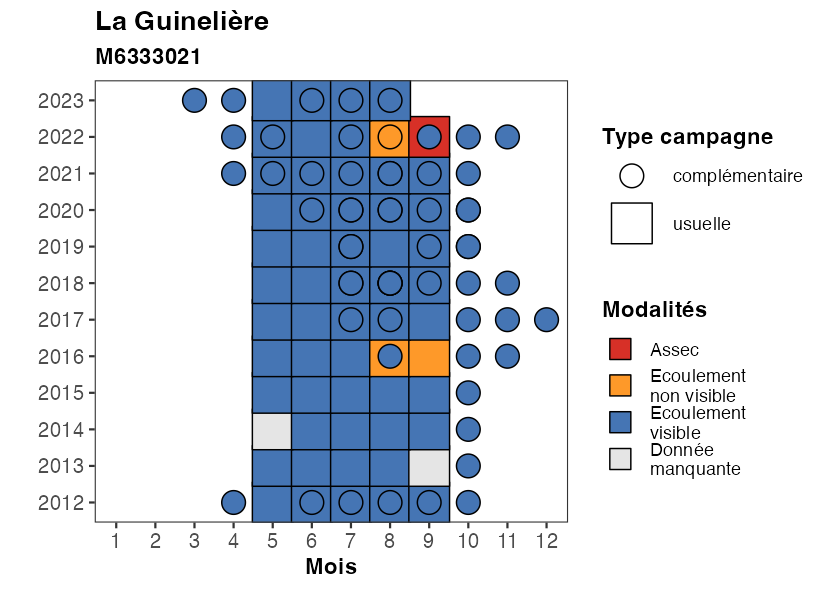 La Guinelière
M6333021
2023
2022
2021
2020
2019
2018
2017
2016
2015
2014
2013
2012
1 2 3 4 5 6 7 8 9 10 11 12
Mois
Type campagne
complémentaire
usuelle
Modalités
Assec
Ecoulement
non visible
Ecoulement
visible
Donnée
manquante